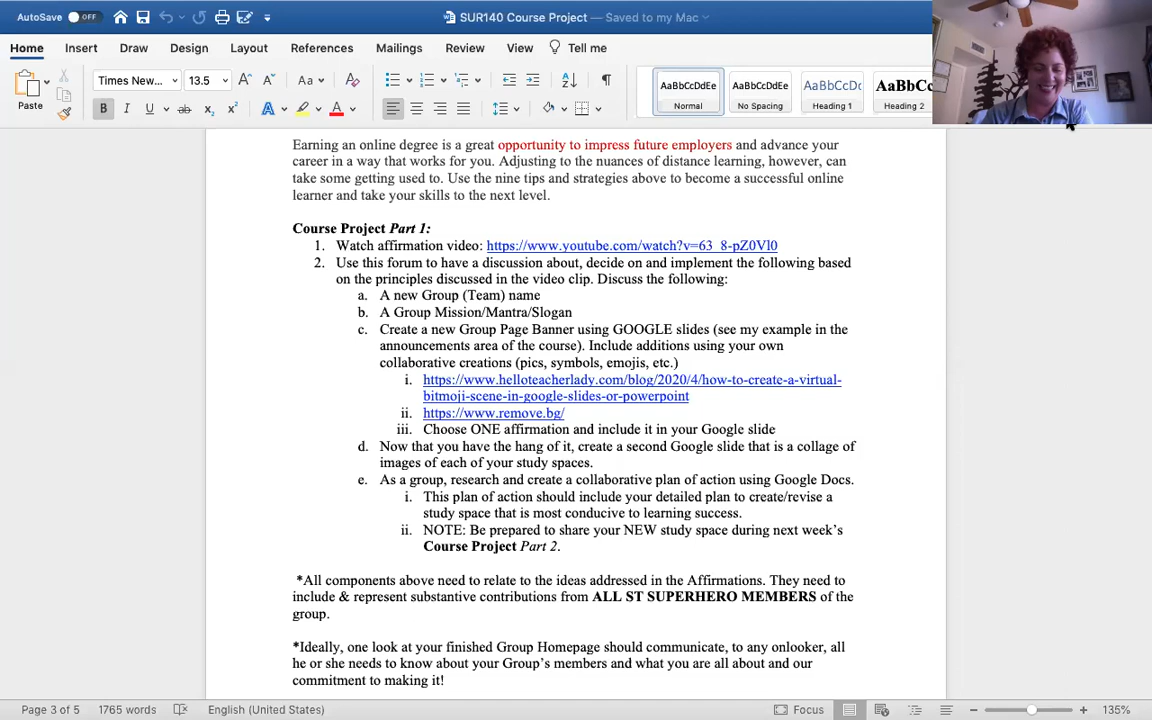 AutoSave OFF SUR140 Course Project — Saved to my Mac
Home Insert Draw Design Layout References Mailings Review View Tell me
Paste Times New... 13.5 Aa AaBbCcDdEe AaBbCcDdEe AaBbCcDc AaBbCcDd
B I U ab x₂ x² A A Normal No Spacing Heading 1 Heading 2
Earning an online degree is a great opportunity to impress future employers and advance your
career in a way that works for you. Adjusting to the nuances of distance learning, however, can
take some getting used to. Use the nine tips and strategies above to become a successful online
learner and take your skills to the next level.
Course Project Part 1:
1. Watch affirmation video: https://www.youtube.com/watch?v=63_8-pZ0Vl0
2. Use this forum to have a discussion about, decide on and implement the following based
on the principles discussed in the video clip. Discuss the following:
a. A new Group (Team) name
b. A Group Mission/Mantra/Slogan
c. Create a new Group Page Banner using GOOGLE slides (see my example in the
announcements area of the course). Include additions using your own
collaborative creations (pics, symbols, emojis, etc.)
i. https://www.helloteacherlady.com/blog/2020/4/how-to-create-a-virtual-
bitmoji-scene-in-google-slides-or-powerpoint
ii. https://www.remove.bg/
iii. Choose ONE affirmation and include it in your Google slide
d. Now that you have the hang of it, create a second Google slide that is a collage of
images of each of your study spaces.
e. As a group, research and create a collaborative plan of action using Google Docs.
i. This plan of action should include your detailed plan to create/revise a
study space that is most conducive to learning success.
ii. NOTE: Be prepared to share your NEW study space during next week's
Course Project Part 2.
*All components above need to relate to the ideas addressed in the Affirmations. They need to
include & represent substantive contributions from ALL ST SUPERHERO MEMBERS of the
group.
*Ideally, one look at your finished Group Homepage should communicate, to any onlooker, all
he or she needs to know about your Group's members and what you are all about and our
commitment to making it!
Page 3 of 5 1765 words English (United States) Focus 135%